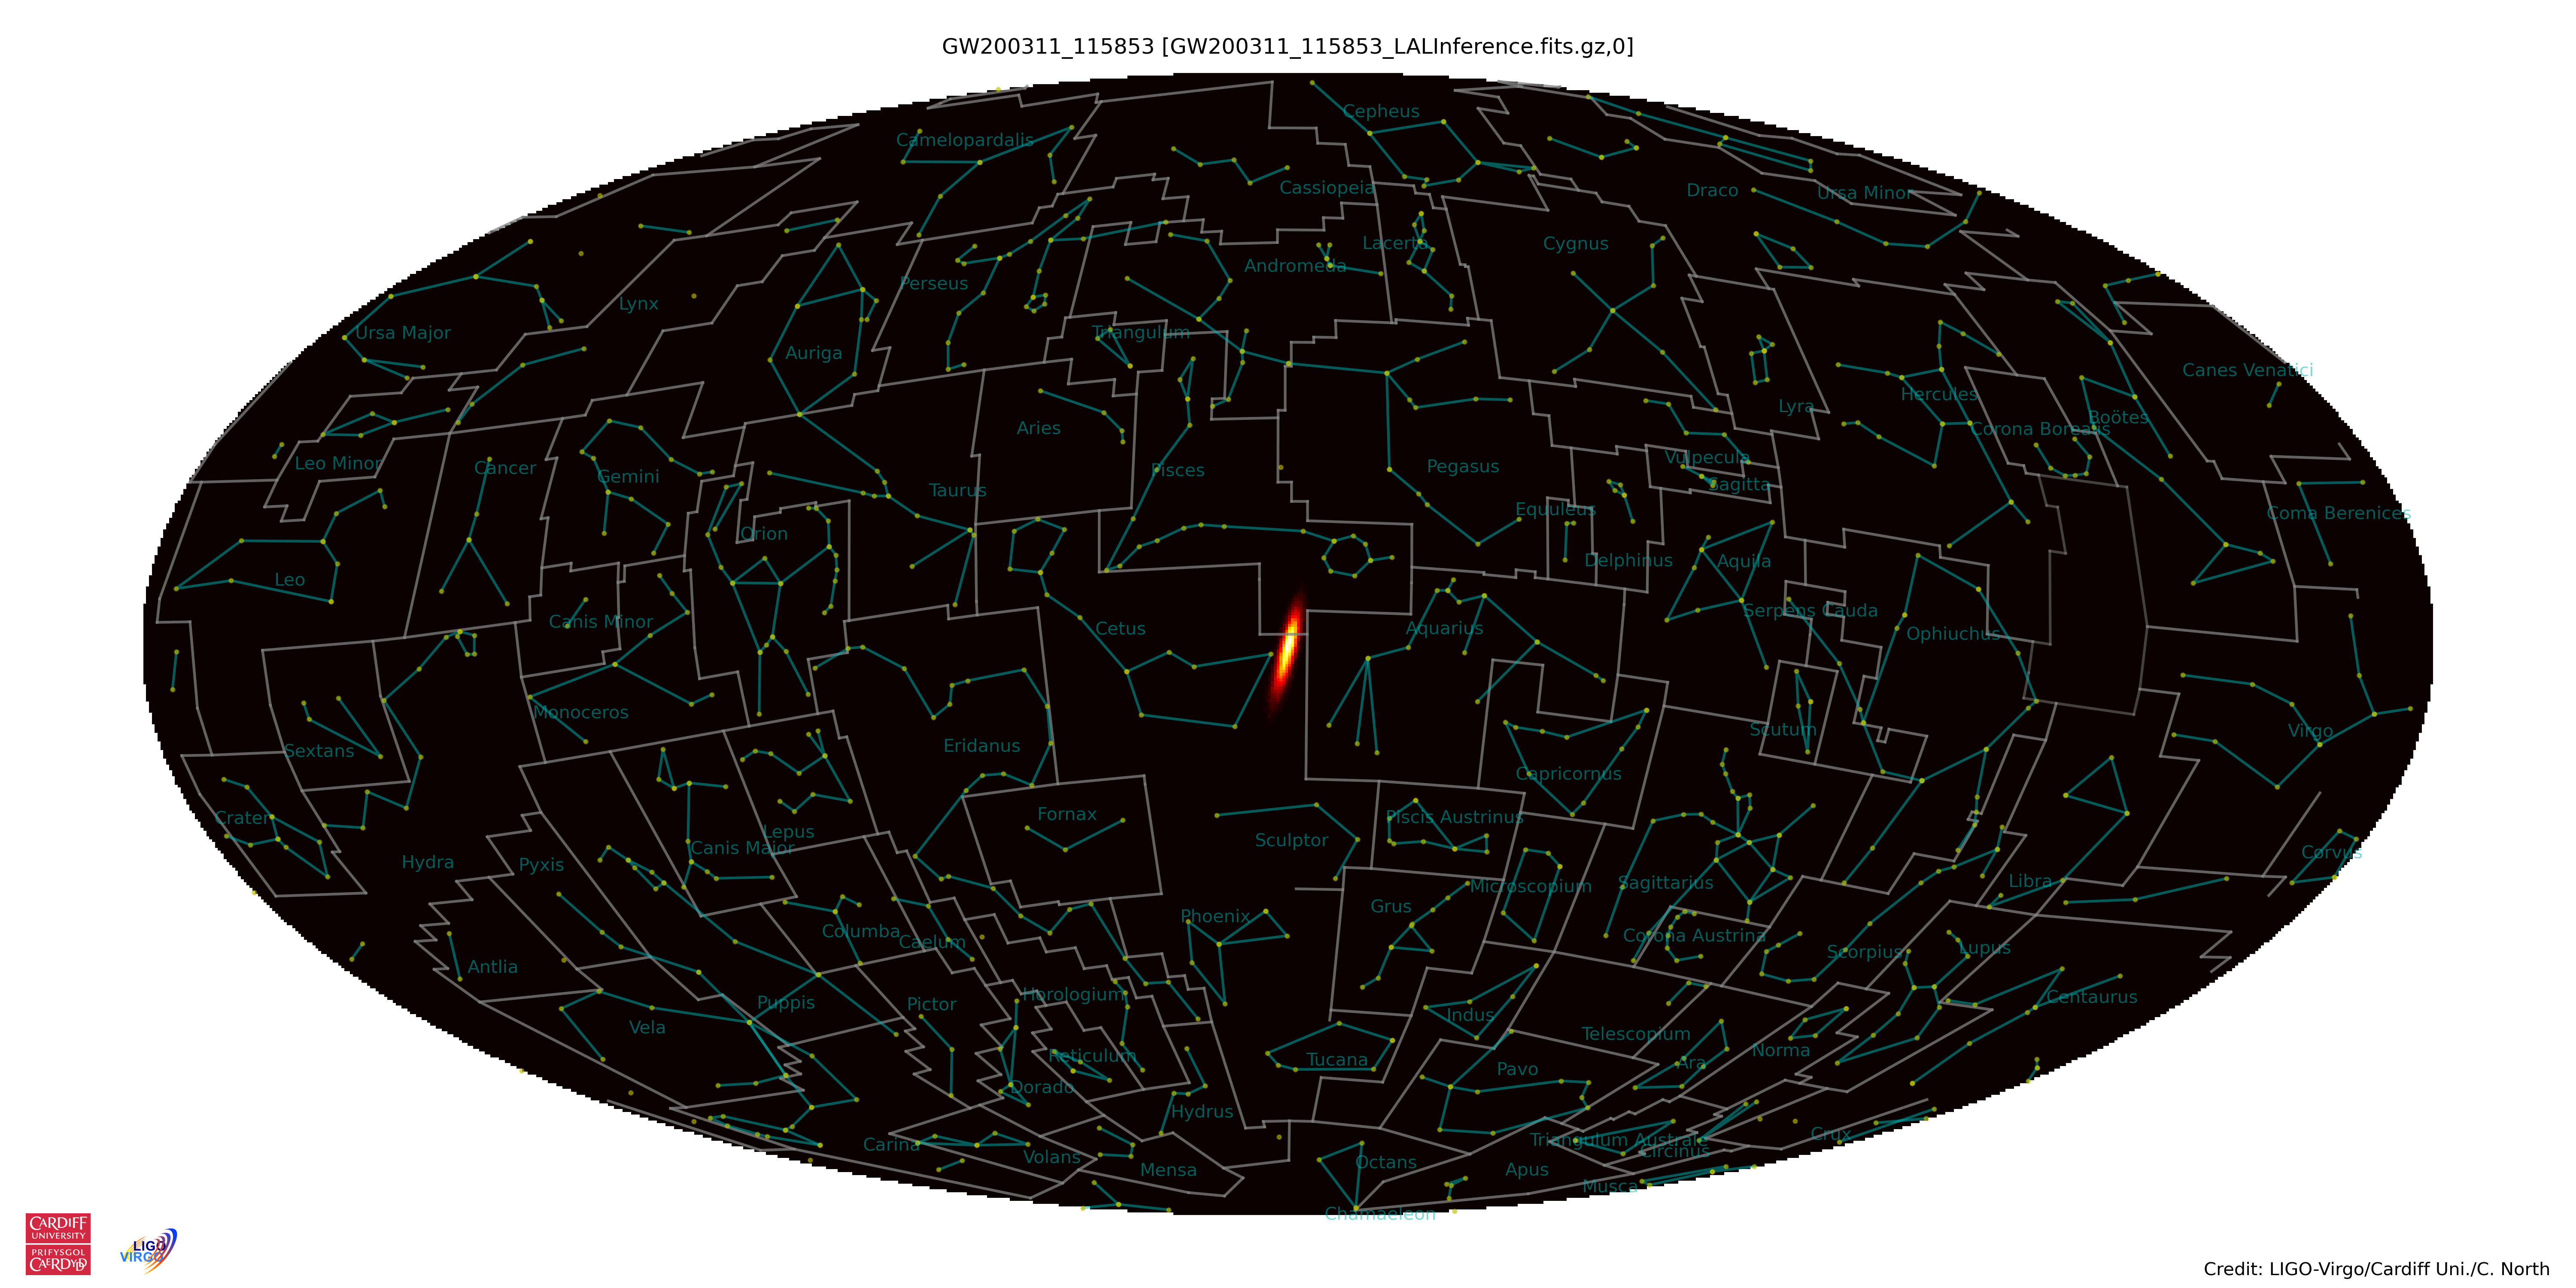 GW200311_115853 [GW200311_115853_LALInference.fits.gz,0]
Cepheus
Camelopardalis
Cassiopeia
Draco
Ursa Minor
Lacerta
Cygnus
Andromeda
Perseus
Lynx
Ursa Major
Triangulum
Auriga
Canes Venatici
Hercules
Lyra
Boötes
Aries
Corona Borealis
Leo Minor
Cancer
Gemini
Pisces
Pegasus
Vulpecula
Sagitta
Taurus
Equuleus
Coma Berenices
Orion
Delphinus
Aquila
Leo
Canis Minor
Cetus
Aquarius
Serpens Cauda
Ophiuchus
Monoceros
Sextans
Eridanus
Scutum
Virgo
Capricornus
Crater
Fornax
Piscis Austrinus
Lepus
Canis Major
Sculptor
Hydra
Pyxis
Corvus
Microscopium
Sagittarius
Libra
Grus
Phoenix
Columba
Caelum
Corona Austrina
Scorpius
Lupus
Antlia
Horologium
Puppis
Pictor
Centaurus
Vela
Indus
Telescopium
Reticulum
Tucana
Norma
Ara
Pavo
Dorado
Hydrus
Carina
Triangulum Australe
Crux
Circinus
Volans
Mensa
Octans
Apus
Musca
Chamaeleon
CARDIFF
UNIVERSITY
PRIFYSGOL
CAERDYDD
LIGO
VIRGO
Credit: LIGO-Virgo/Cardiff Uni./C. North